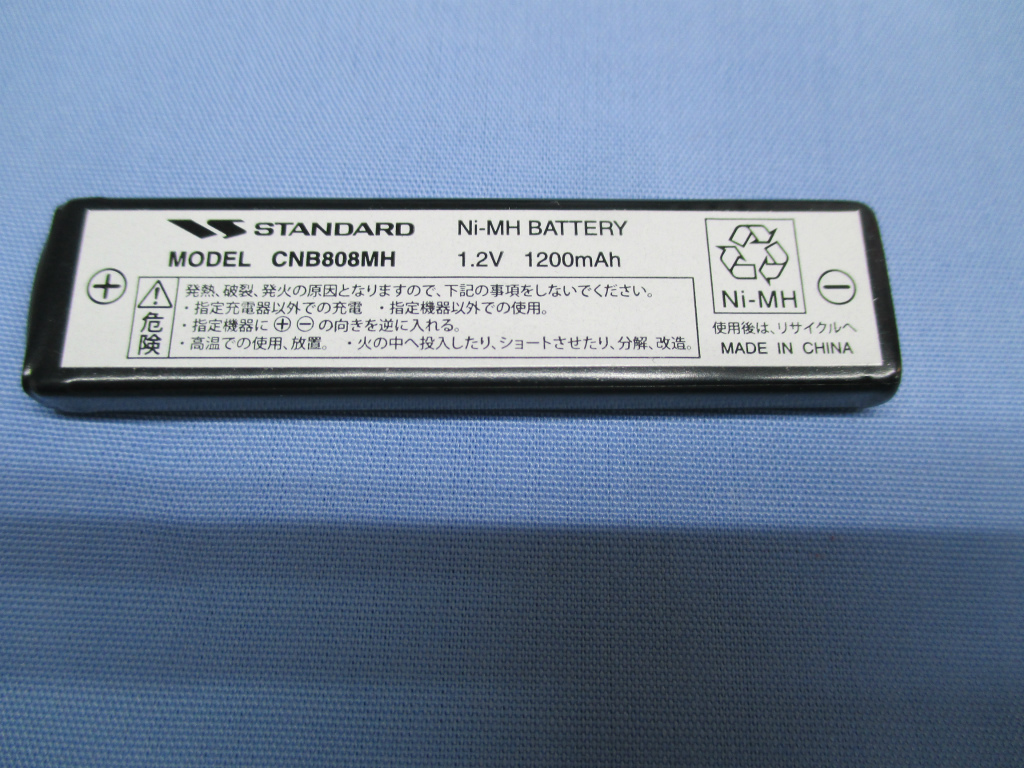 STANDARD Ni-MH BATTERY
MODEL CNB808MH 1.2V 1200mAh
⊕
危険
発熱、破裂、発火の原因となりますので、下記の事項をしないでください。
・指定充電器以外での充電 ・指定機器以外での使用。
・指定機器に⊕⊖の向きを逆に入れる。
・高温での使用、放置。 ・火の中へ投入したり、ショートさせたり、分解、改造。
Ni-MH
⊖
使用後は、リサイクルへ
MADE IN CHINA